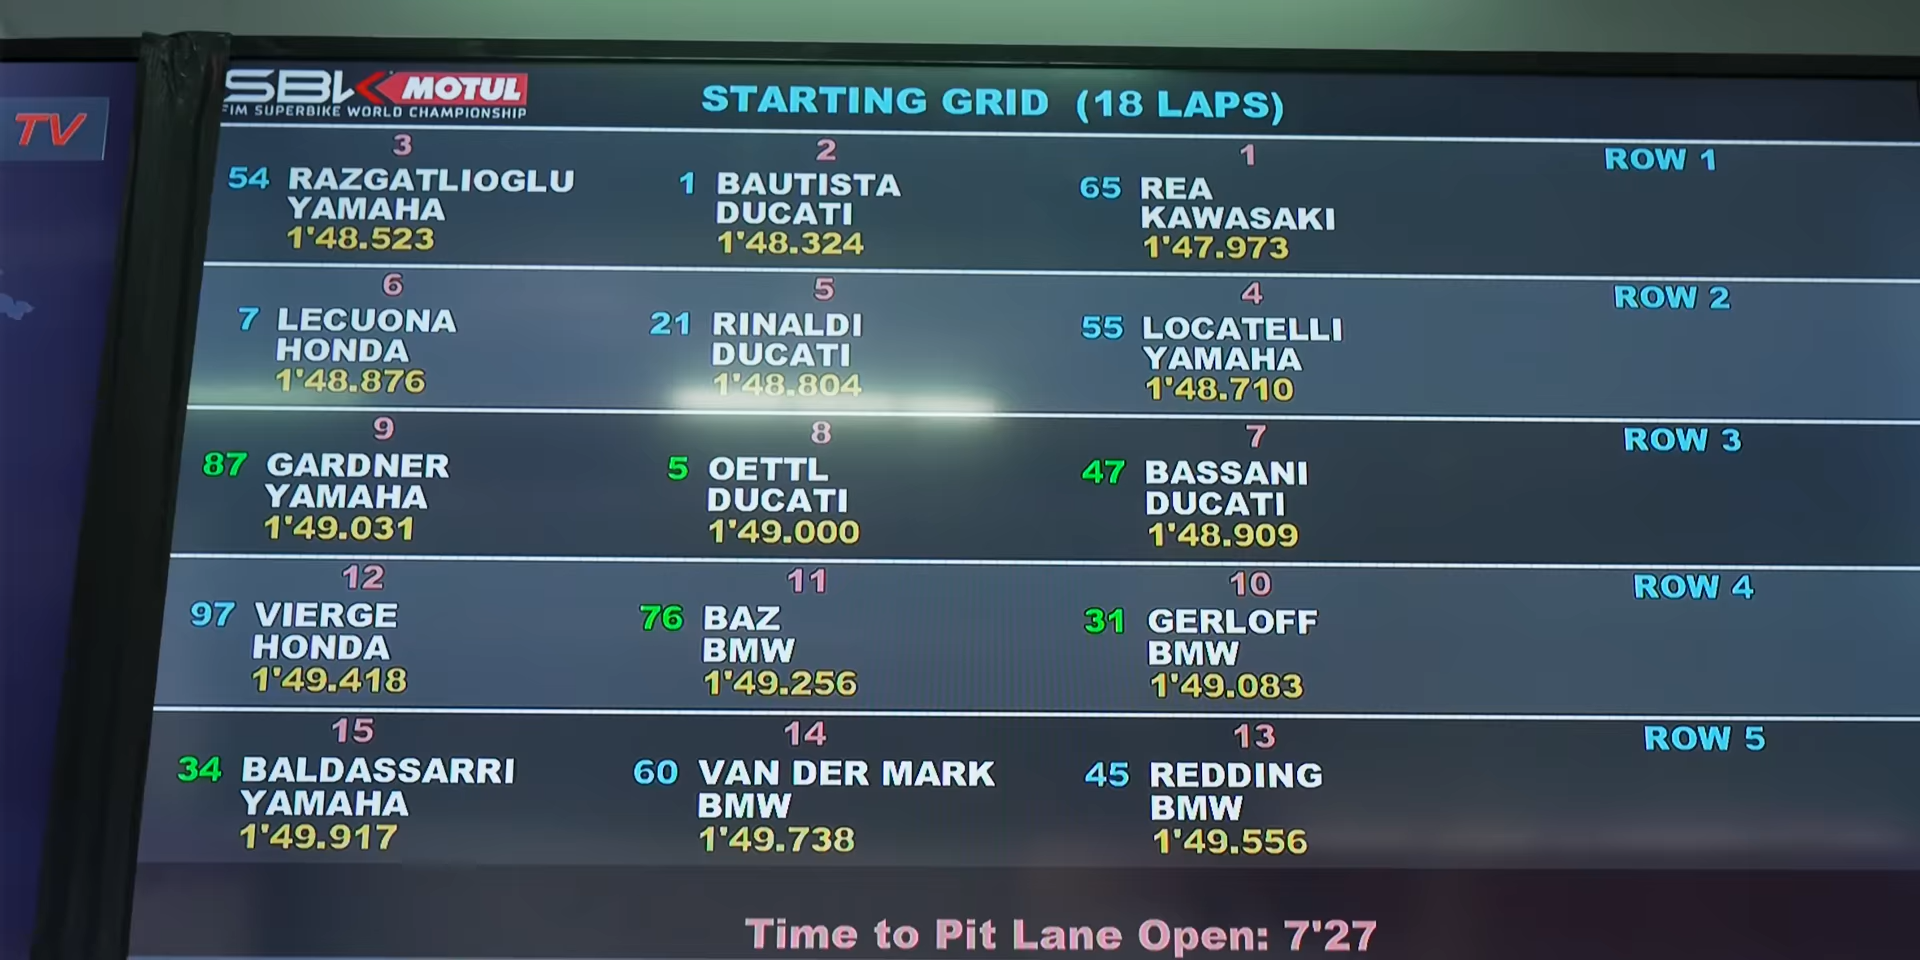 TV
SBK MOTUL
FIM SUPERBIKE WORLD CHAMPIONSHIP
STARTING GRID (18 LAPS)
3 2 1 ROW 1
54 RAZGATLIOGLU 1 BAUTISTA 65 REA
YAMAHA DUCATI KAWASAKI
1'48.523 1'48.324 1'47.973
6 5 4 ROW 2
7 LECUONA 21 RINALDI 55 LOCATELLI
HONDA DUCATI YAMAHA
1'48.876 1'48.804 1'48.710
9 8 7 ROW 3
87 GARDNER 5 OETTL 47 BASSANI
YAMAHA DUCATI DUCATI
1'49.031 1'49.000 1'48.909
12 11 10 ROW 4
97 VIERGE 76 BAZ 31 GERLOFF
HONDA BMW BMW
1'49.418 1'49.256 1'49.083
15 14 13 ROW 5
34 BALDASSARRI 60 VAN DER MARK 45 REDDING
YAMAHA BMW BMW
1'49.917 1'49.738 1'49.556
Time to Pit Lane Open: 7'27